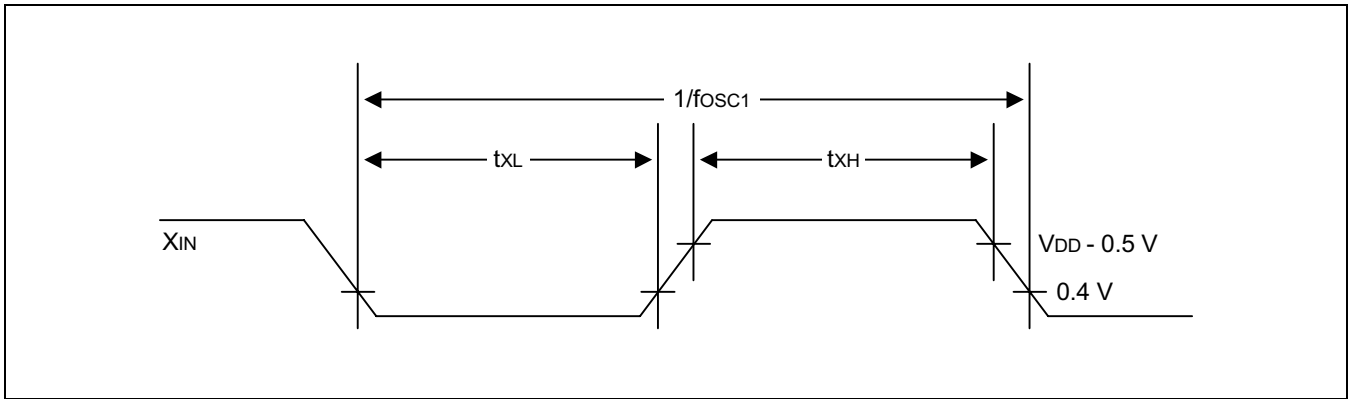 1/fOSC1
tXL
tXH
XIN
VDD - 0.5 V
0.4 V